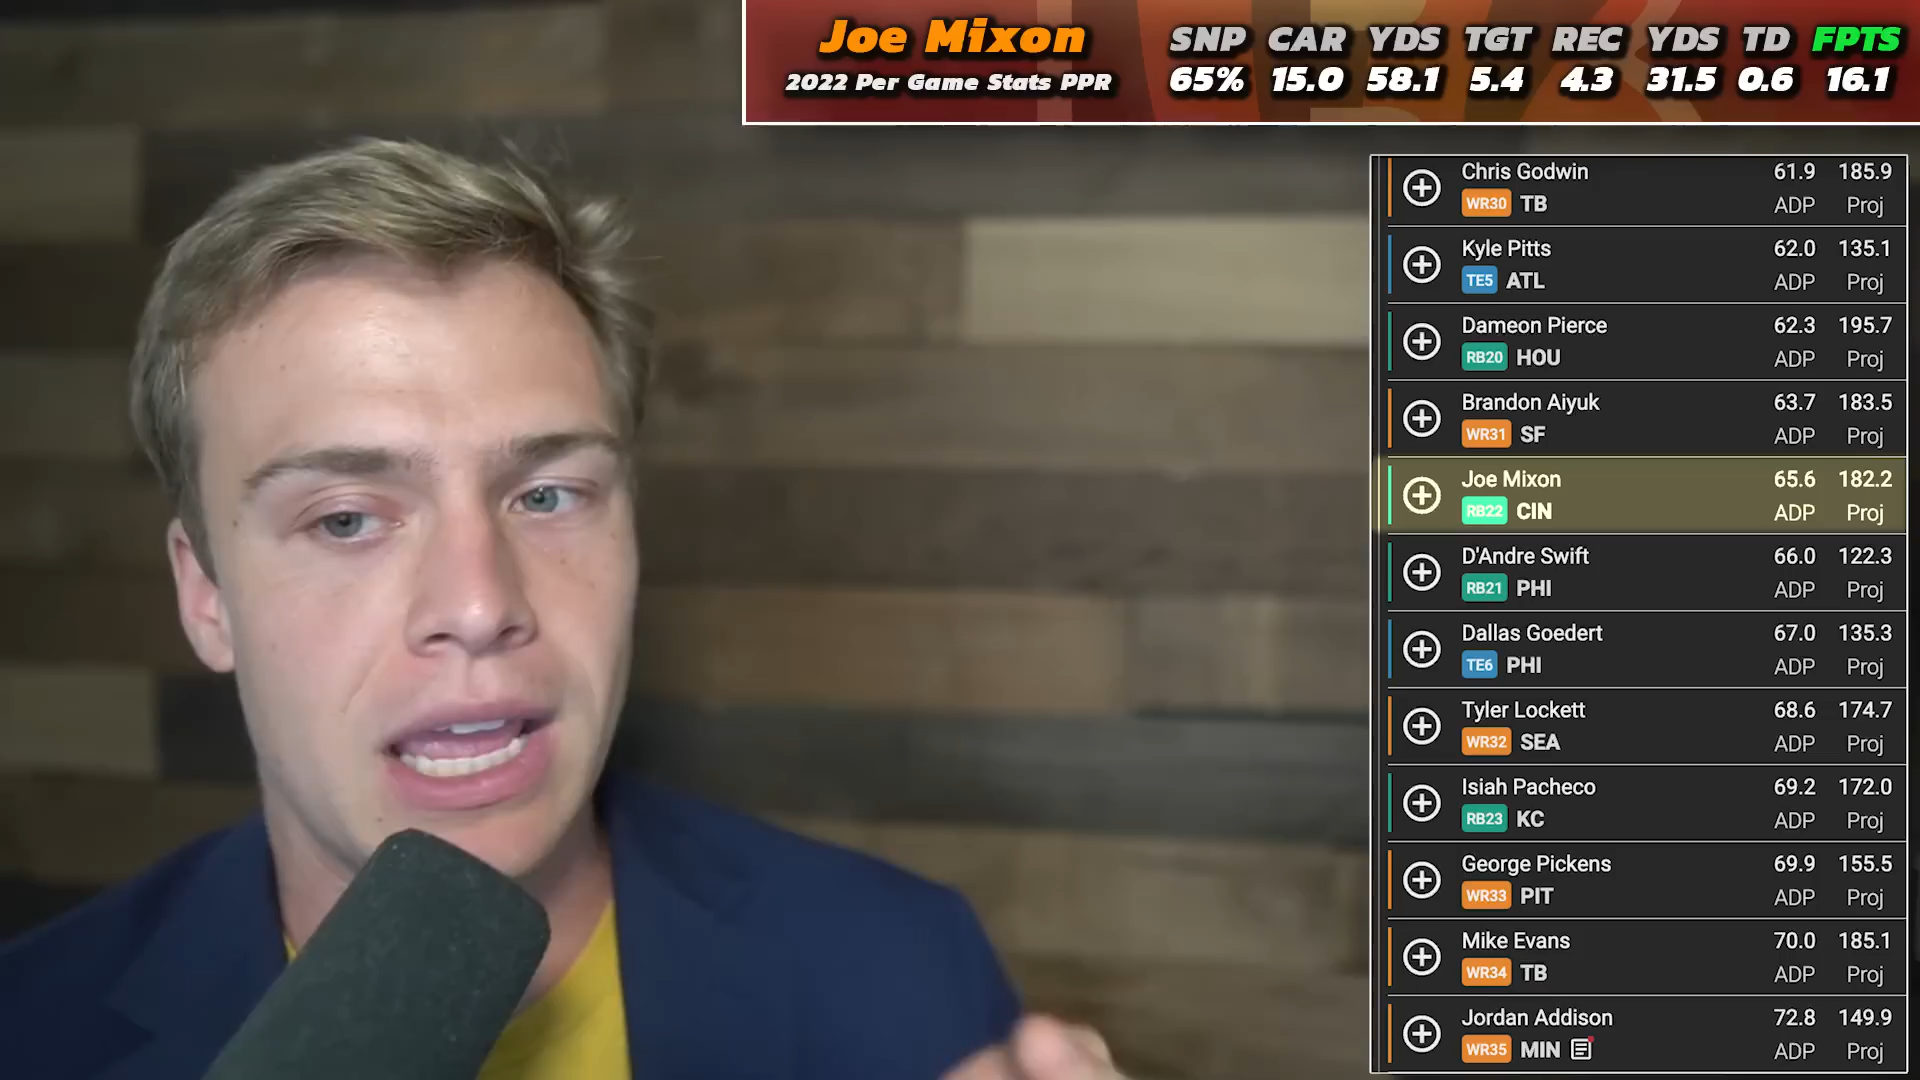 Joe Mixon
2022 Per Game Stats PPR
SNP CAR YDS TGT REC YDS TD FPTS
65% 15.0 58.1 5.4 4.3 31.5 0.6 16.1
Chris Godwin 61.9 185.9
WR30 TB ADP Proj
Kyle Pitts 62.0 135.1
TE5 ATL ADP Proj
Dameon Pierce 62.3 195.7
RB20 HOU ADP Proj
Brandon Aiyuk 63.7 183.5
WR31 SF ADP Proj
Joe Mixon 65.6 182.2
RB22 CIN ADP Proj
D'Andre Swift 66.0 122.3
RB21 PHI ADP Proj
Dallas Goedert 67.0 135.3
TE6 PHI ADP Proj
Tyler Lockett 68.6 174.7
WR32 SEA ADP Proj
Isiah Pacheco 69.2 172.0
RB23 KC ADP Proj
George Pickens 69.9 155.5
WR33 PIT ADP Proj
Mike Evans 70.0 185.1
WR34 TB ADP Proj
Jordan Addison 72.8 149.9
WR35 MIN ADP Proj